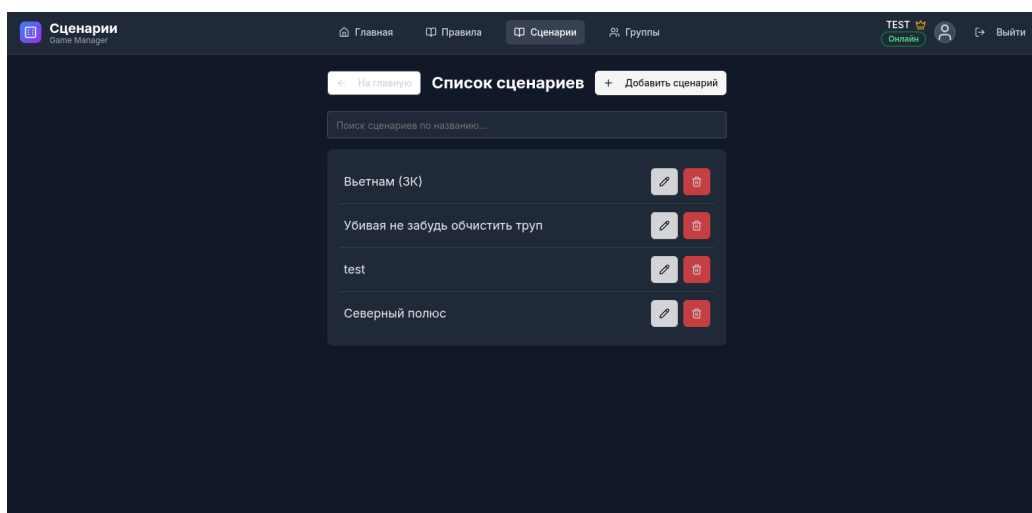 Сценарии
Game Manager
Главная
Правила
Сценарии
Группы
TEST
Онлайн
Выйти
На главную
Список сценариев
Добавить сценарий
Поиск сценариев по названию...
Вьетнам (3К)
Убивая не забудь обчистить труп
test
Северный полюс